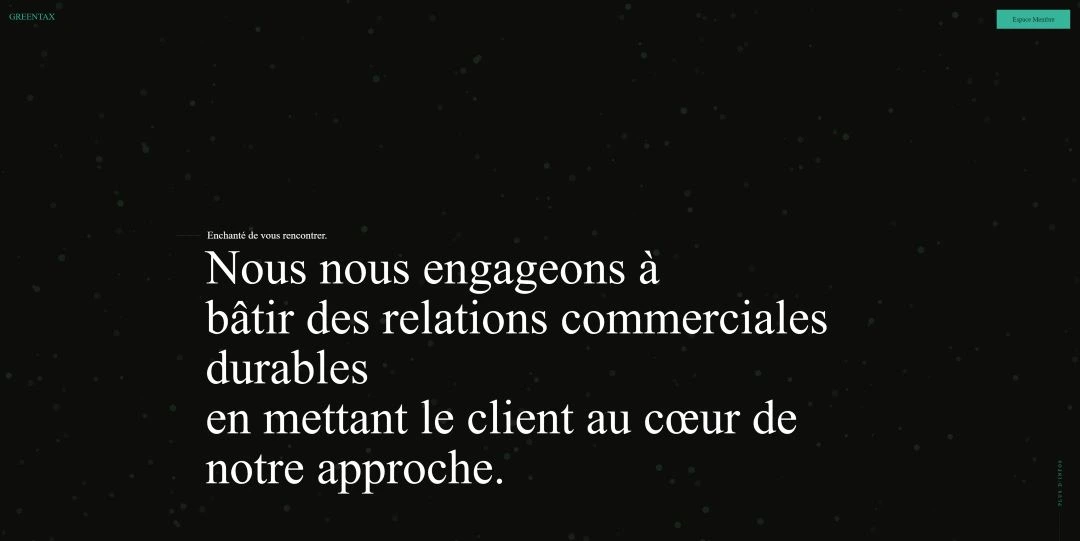 GREENTAX
Espace Membre
Enchanté de vous rencontrer.
Nous nous engageons à
bâtir des relations commerciales
durables
en mettant le client au cœur de
notre approche.
PLUS D'INFOS